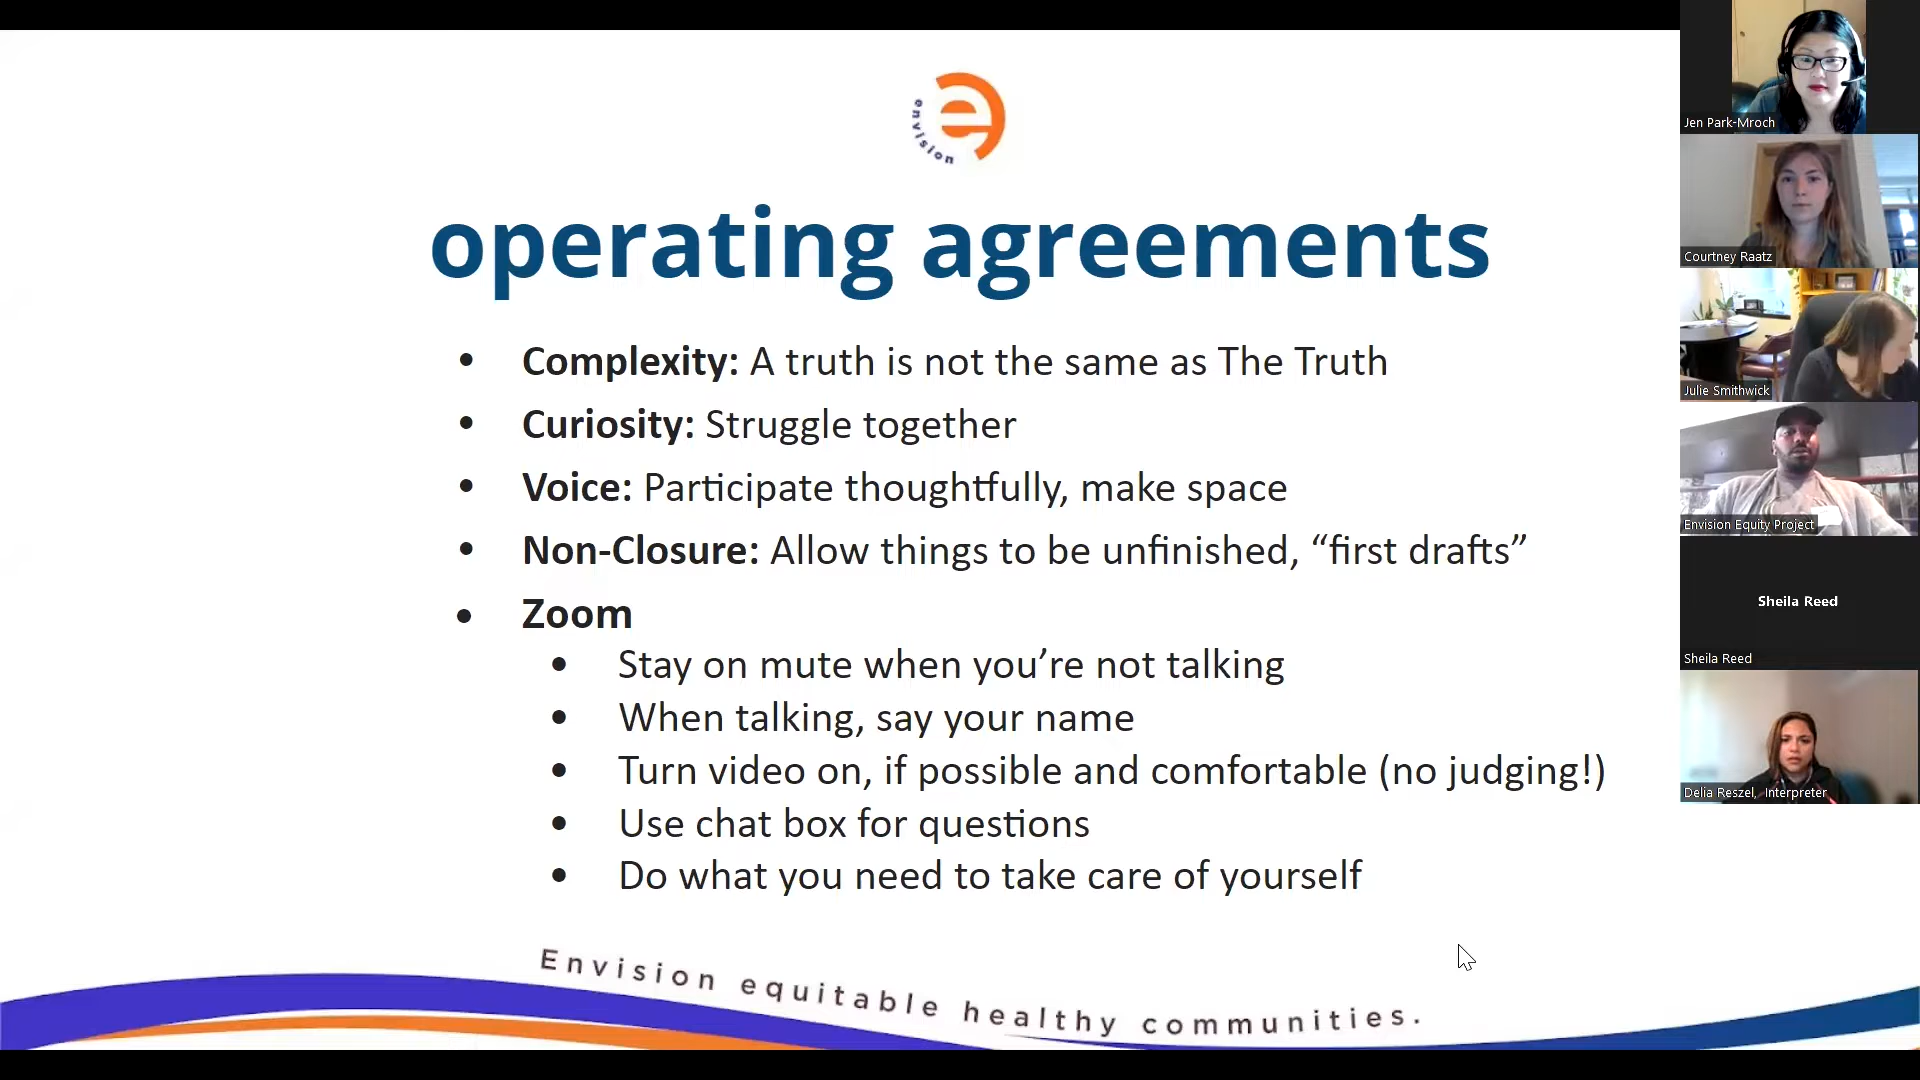 envision
operating agreements
• Complexity: A truth is not the same as The Truth
• Curiosity: Struggle together
• Voice: Participate thoughtfully, make space
• Non-Closure: Allow things to be unfinished, “first drafts”
• Zoom
• Stay on mute when you’re not talking
• When talking, say your name
• Turn video on, if possible and comfortable (no judging!)
• Use chat box for questions
• Do what you need to take care of yourself
Envision equitable healthy communities.
Jen Park-Mroch
Courtney Raatz
Julie Smithwick
Envision Equity Project
Sheila Reed
Sheila Reed
Delia Reszel, Interpreter